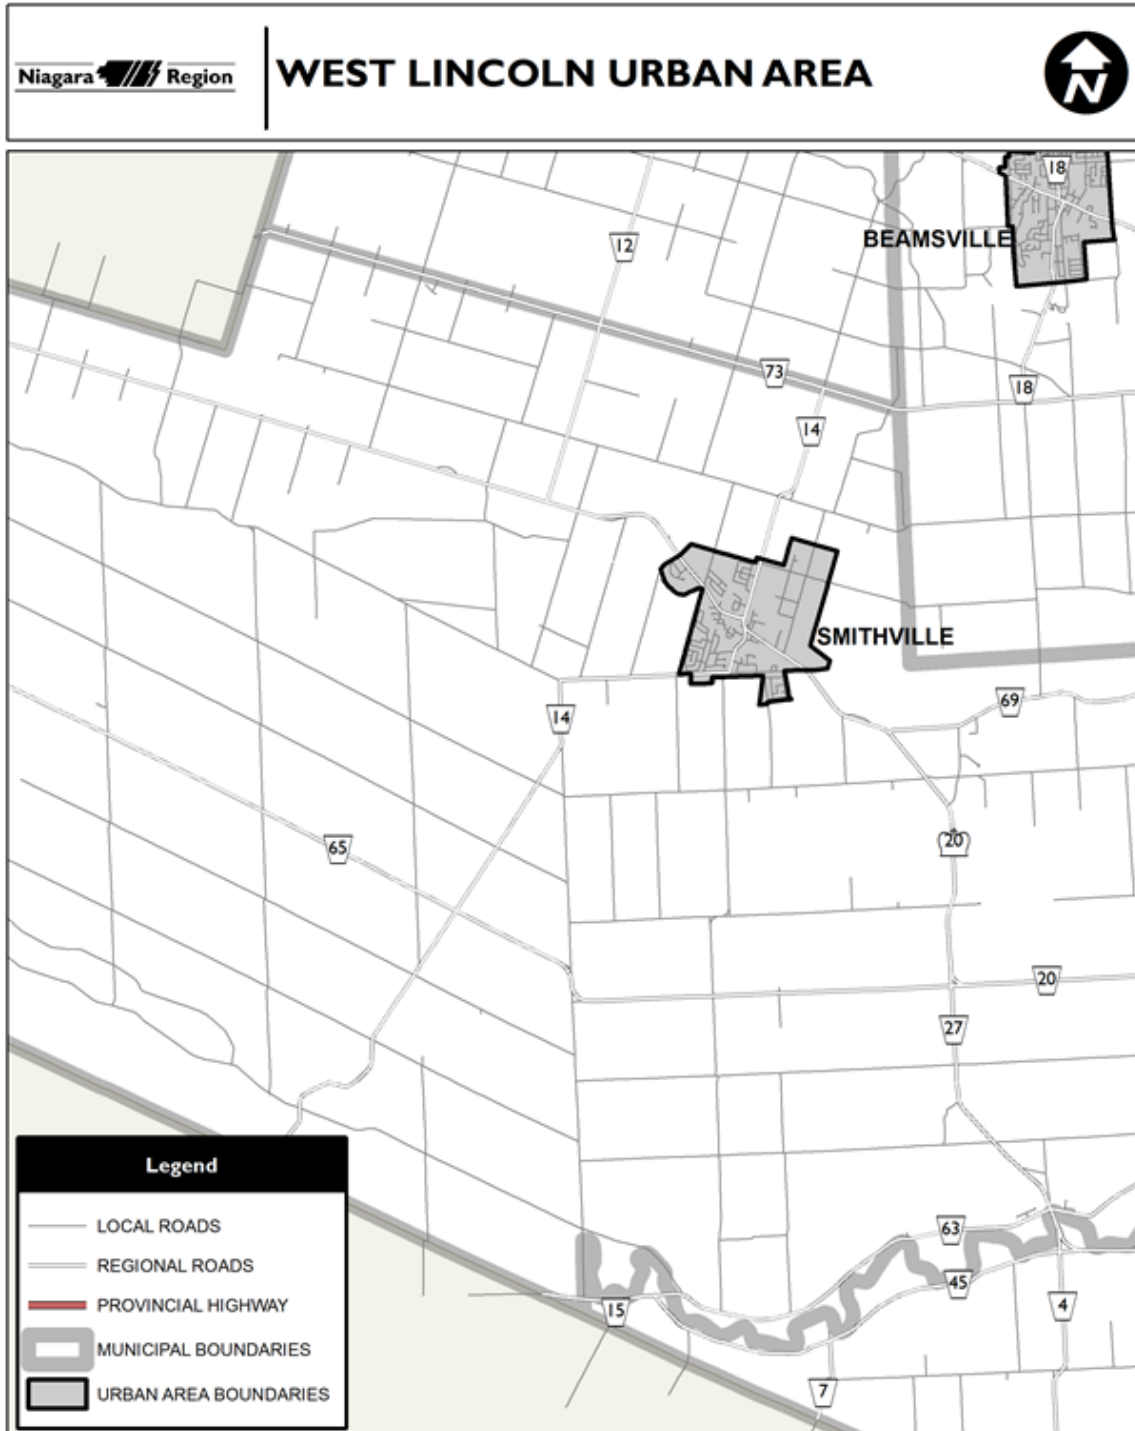 Niagara Region
WEST LINCOLN URBAN AREA
N
18
12
BEAMSVILLE
73
18
14
SMITHVILLE
69
14
20
65
20
27
63
45
15
4
7
Legend
LOCAL ROADS
REGIONAL ROADS
PROVINCIAL HIGHWAY
MUNICIPAL BOUNDARIES
URBAN AREA BOUNDARIES